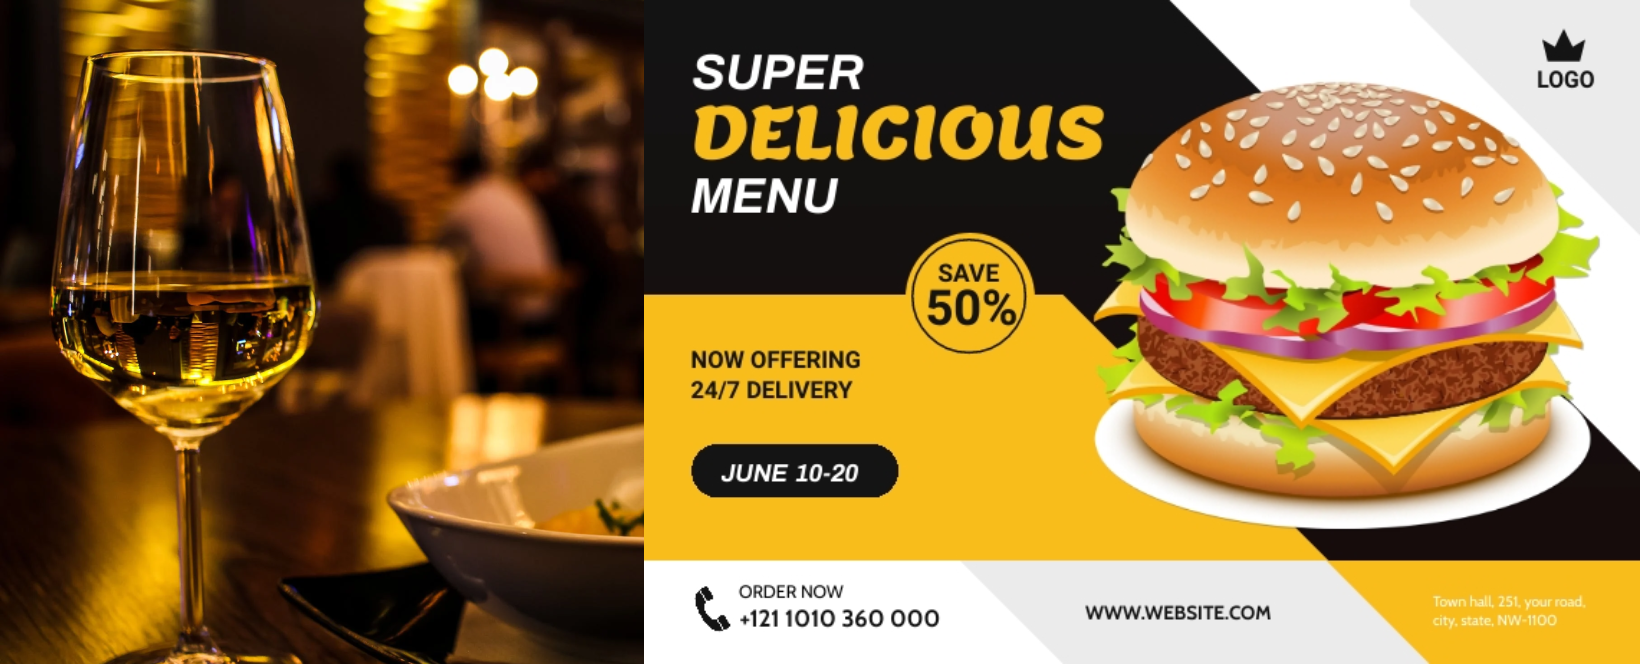 SUPER
DELICIOUS
MENU
LOGO
SAVE
50%
NOW OFFERING
24/7 DELIVERY
JUNE 10-20
ORDER NOW
+121 1010 360 000
WWW.WEBSITE.COM
Town hall, 251, your road,
city, state, NW-1100